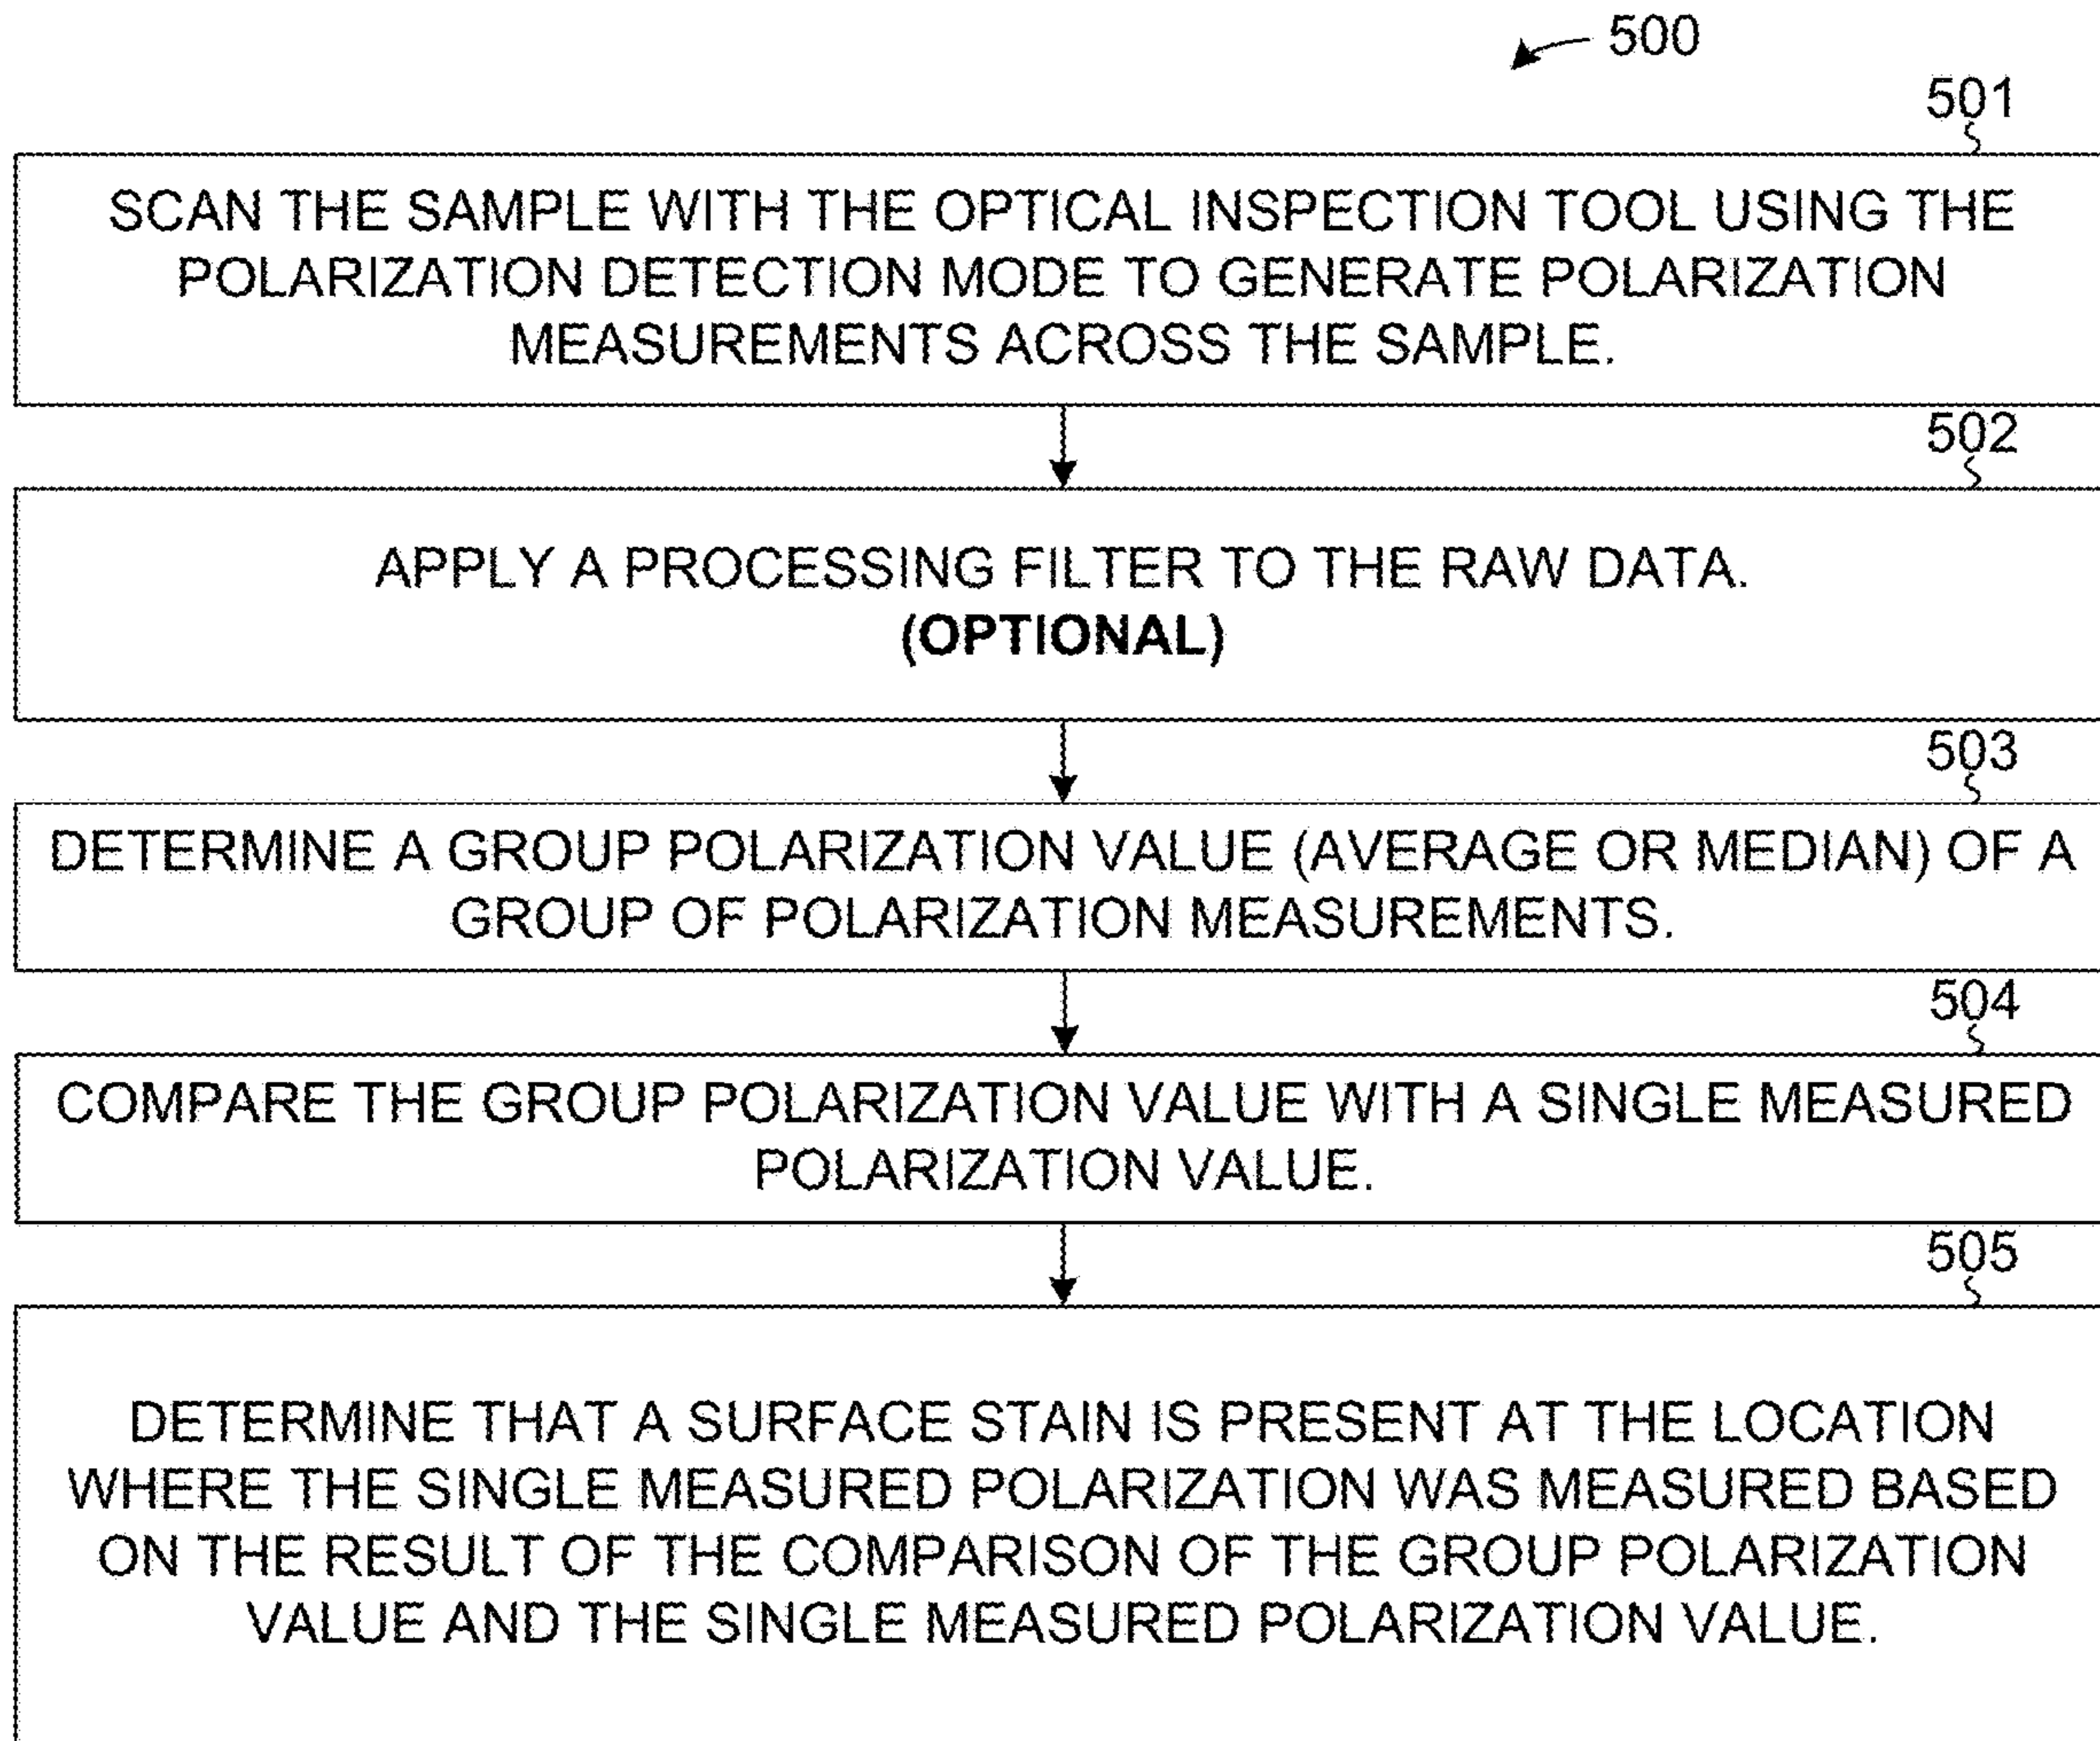 500
501
SCAN THE SAMPLE WITH THE OPTICAL INSPECTION TOOL USING THE
POLARIZATION DETECTION MODE TO GENERATE POLARIZATION
MEASUREMENTS ACROSS THE SAMPLE.
502
APPLY A PROCESSING FILTER TO THE RAW DATA.
(OPTIONAL)
503
DETERMINE A GROUP POLARIZATION VALUE (AVERAGE OR MEDIAN) OF A
GROUP OF POLARIZATION MEASUREMENTS.
504
COMPARE THE GROUP POLARIZATION VALUE WITH A SINGLE MEASURED
POLARIZATION VALUE.
505
DETERMINE THAT A SURFACE STAIN IS PRESENT AT THE LOCATION
WHERE THE SINGLE MEASURED POLARIZATION WAS MEASURED BASED
ON THE RESULT OF THE COMPARISON OF THE GROUP POLARIZATION
VALUE AND THE SINGLE MEASURED POLARIZATION VALUE.